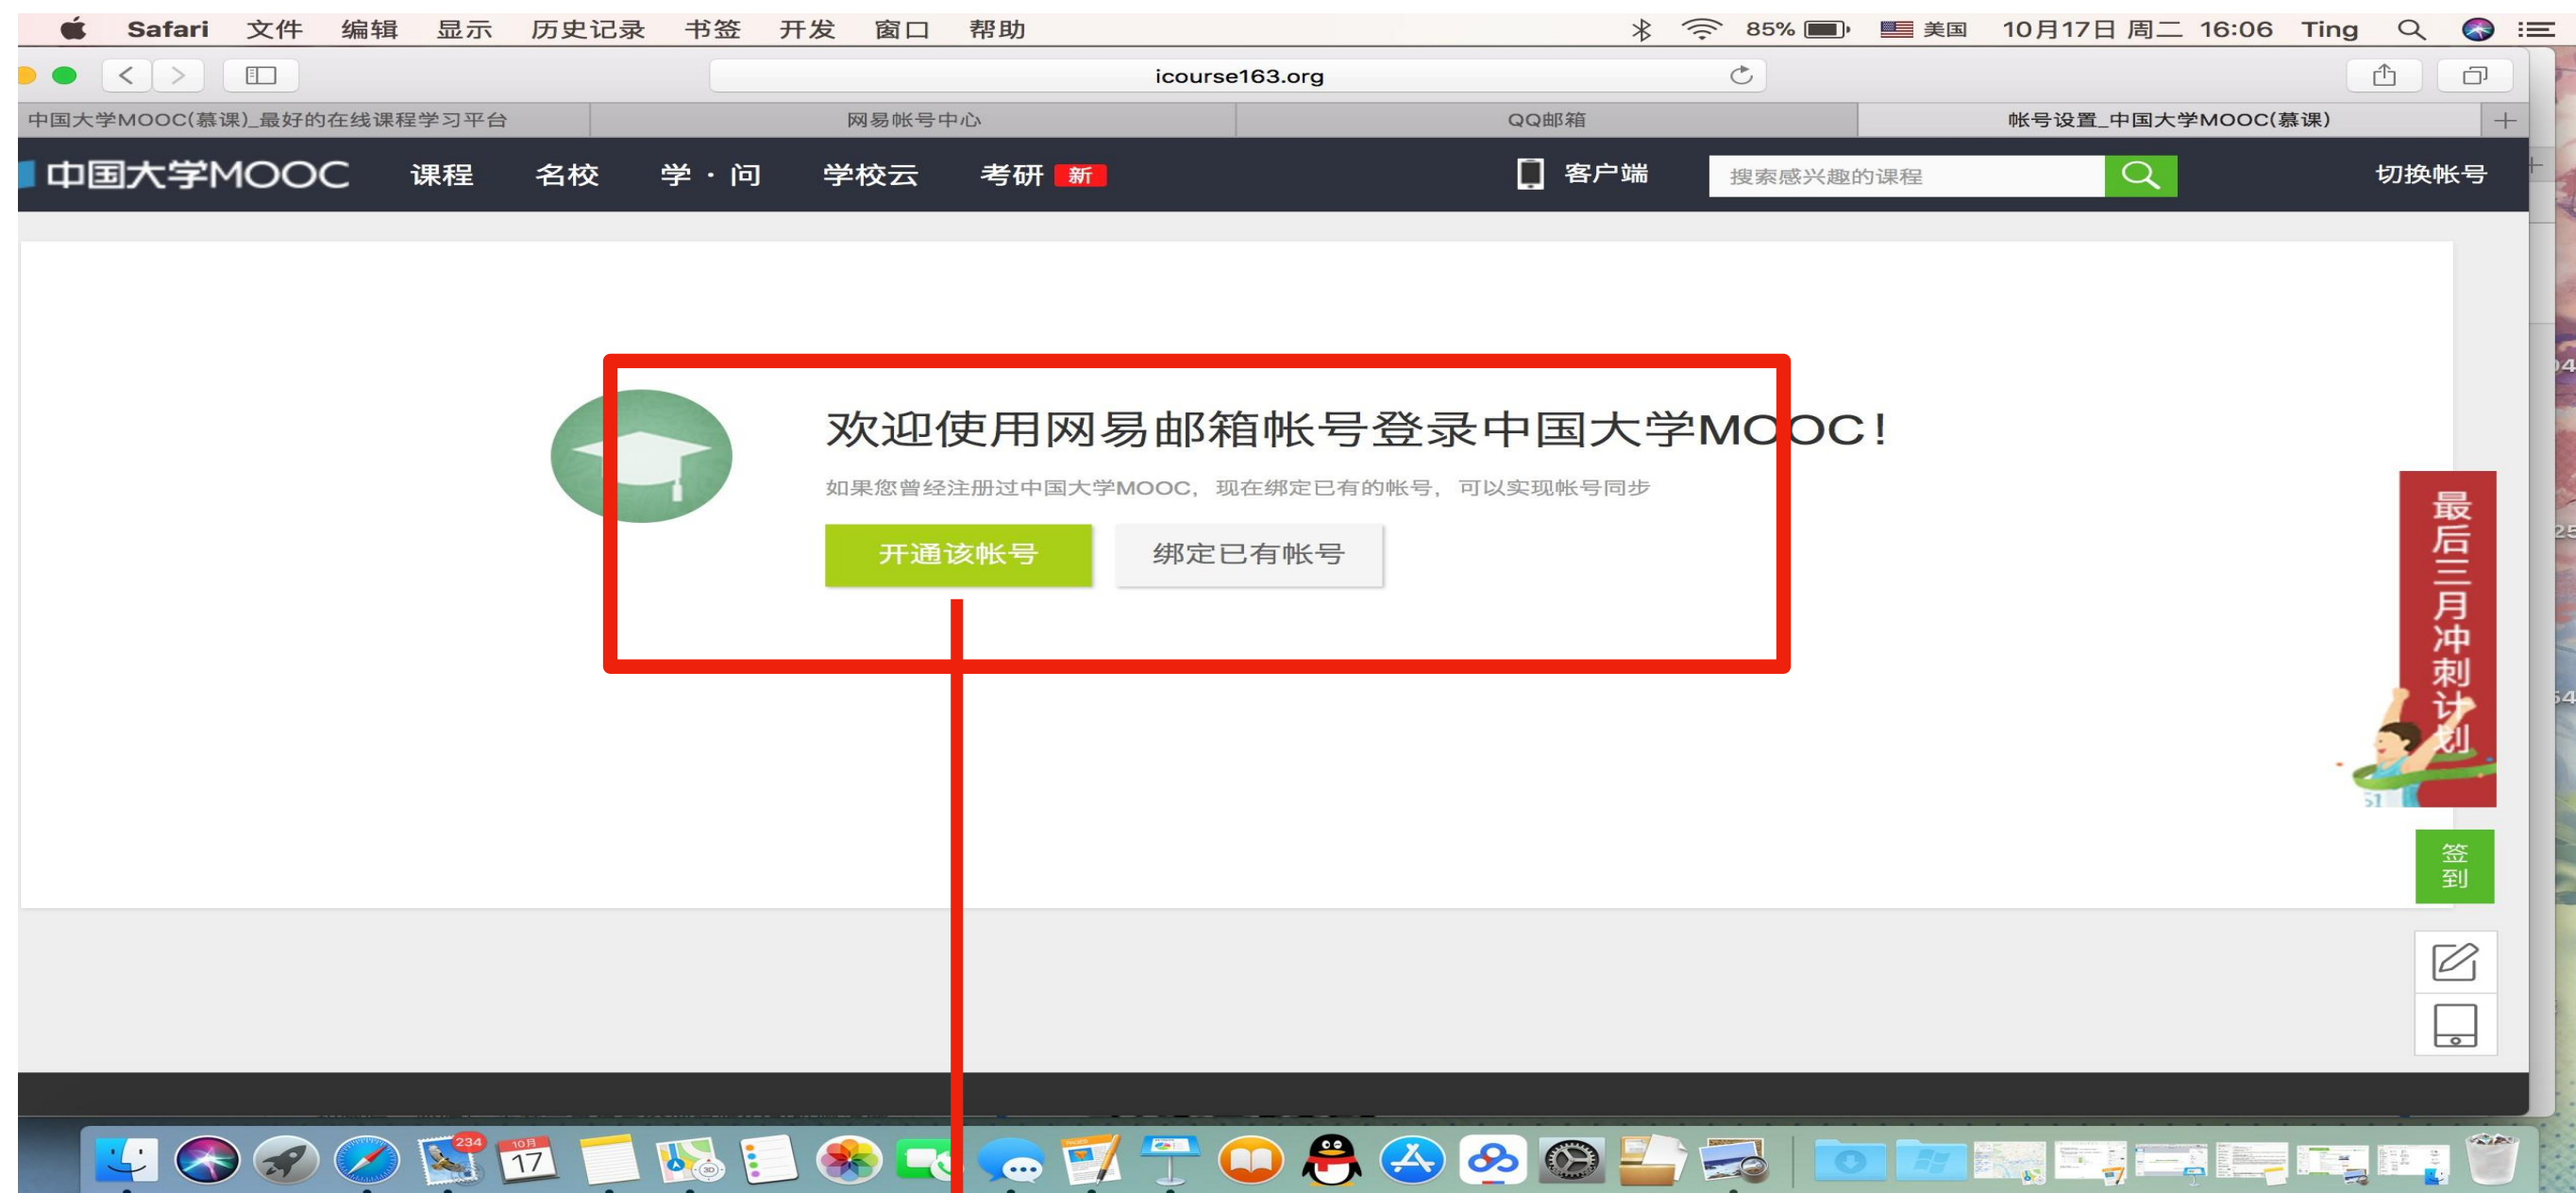 Safari 文件 编辑 显示 历史记录 书签 开发 窗口 帮助 85% 美国 10月17日 周二 16:06 Ting
icourse163.org
中国大学MOOC(慕课)_最好的在线课程学习平台 网易帐号中心 QQ邮箱 帐号设置_中国大学MOOC(慕课)
中国大学MOOC 课程 名校 学·问 学校云 考研 新 客户端 搜索感兴趣的课程 切换帐号
欢迎使用网易邮箱帐号登录中国大学MOOC！
如果您曾经注册过中国大学MOOC，现在绑定已有的帐号，可以实现帐号同步
开通该帐号 绑定已有帐号
最后三月冲刺计划
签到
234 10月 17